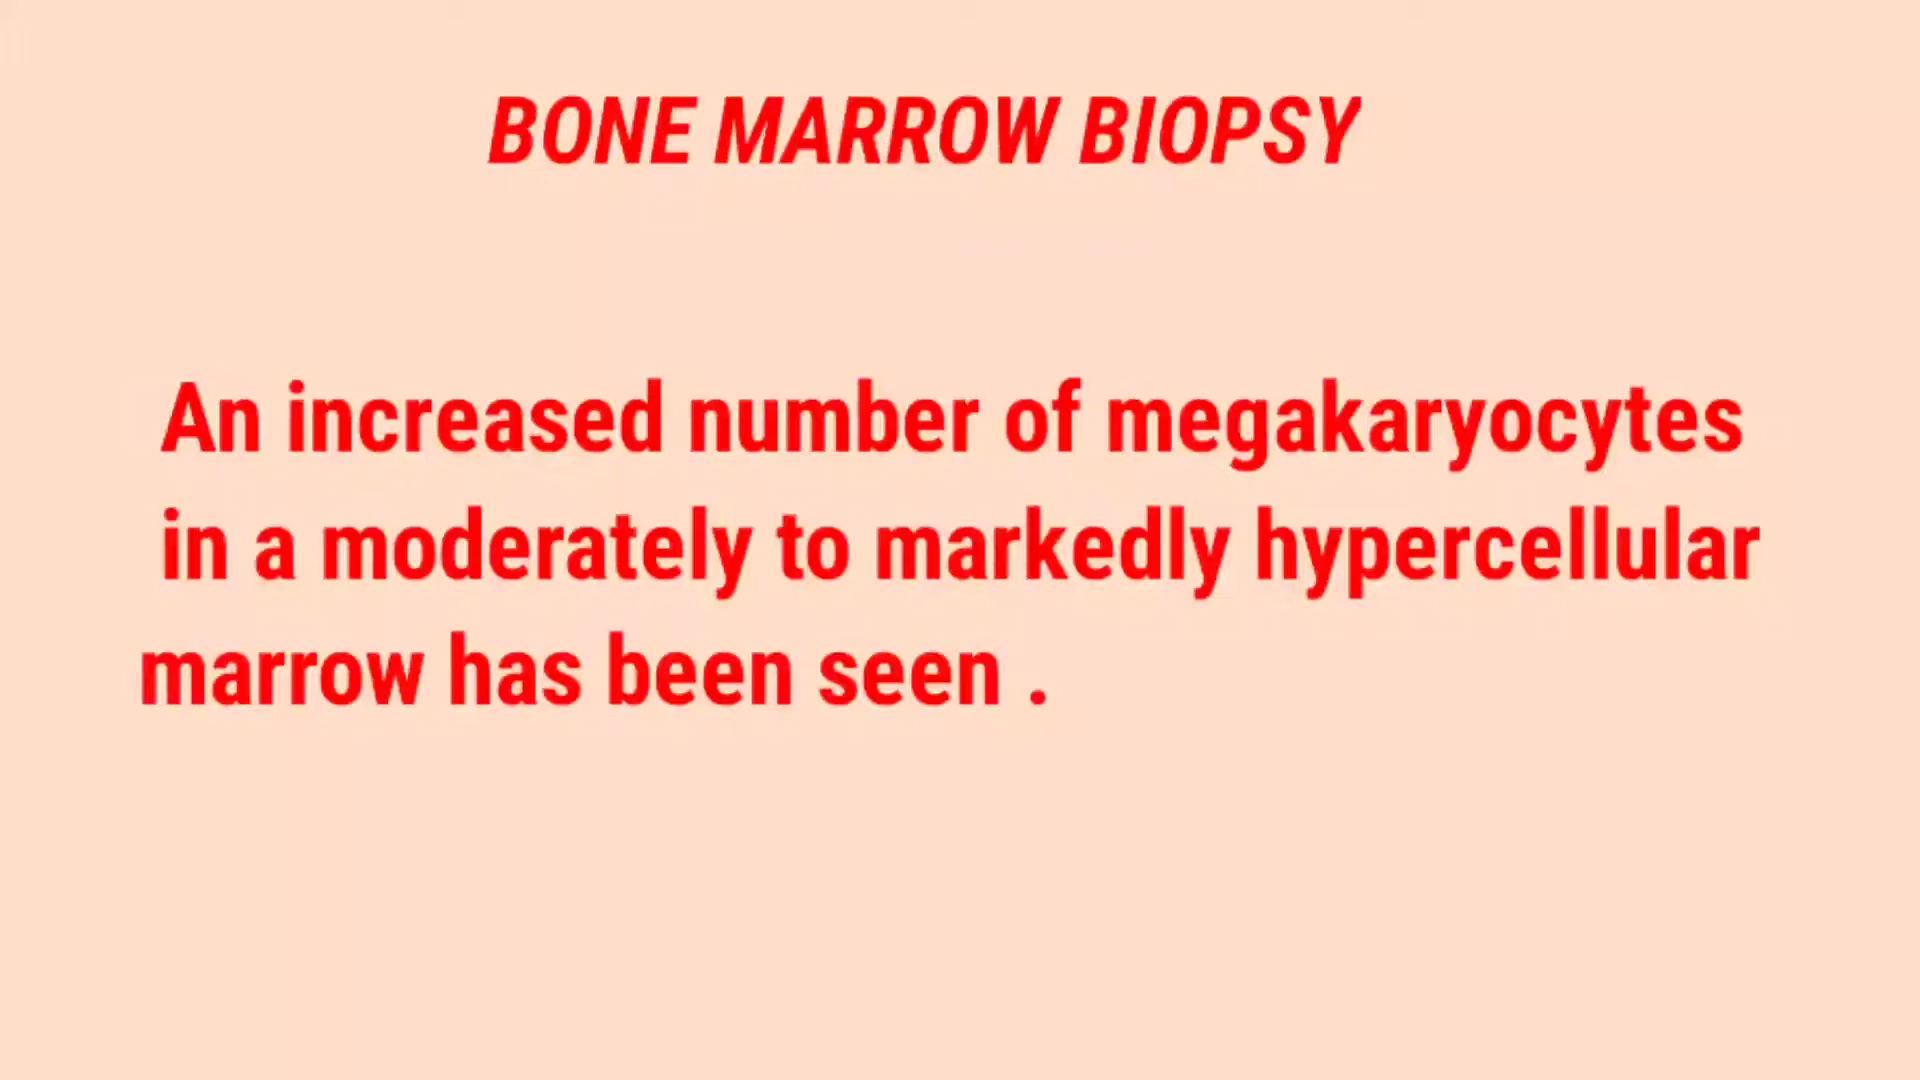 BONE MARROW BIOPSY
An increased number of megakaryocytes
in a moderately to markedly hypercellular
marrow has been seen .